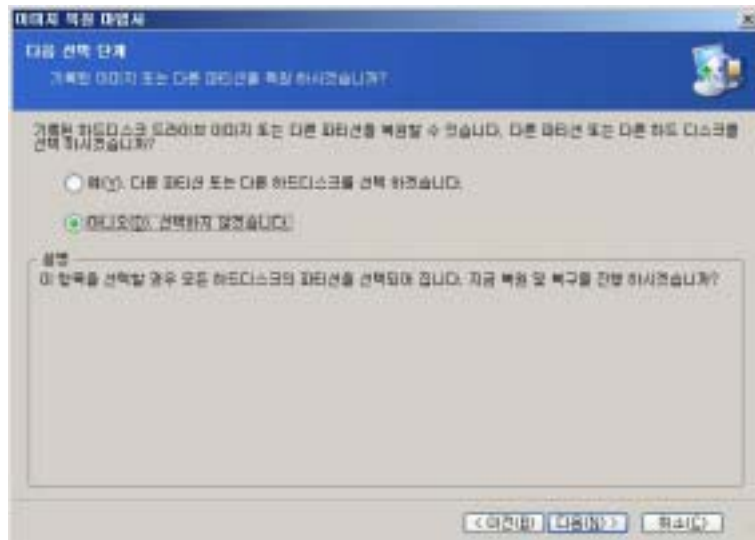 이미지 복원 마법사
다음 선택 단계
기록된 이미지 또는 다른 파티션을 복원 하시겠습니까?
기록된 하드디스크 드라이브 이미지 또는 다른 파티션을 복원할 수 있습니다. 다른 파티션 또는 다른 하드 디스크를
선택 하시겠습니까?
예(Y). 다른 파티션 또는 다른 하드디스크를 선택 하겠습니다.
아니오(O). 선택하지 않겠습니다.
설명
이 항목을 선택할 경우 모든 하드디스크의 파티션을 선택되어 집니다. 지금 복원 및 복구를 진행 하시겠습니까?
< 이전(B) 다음(N) > 취소(C)